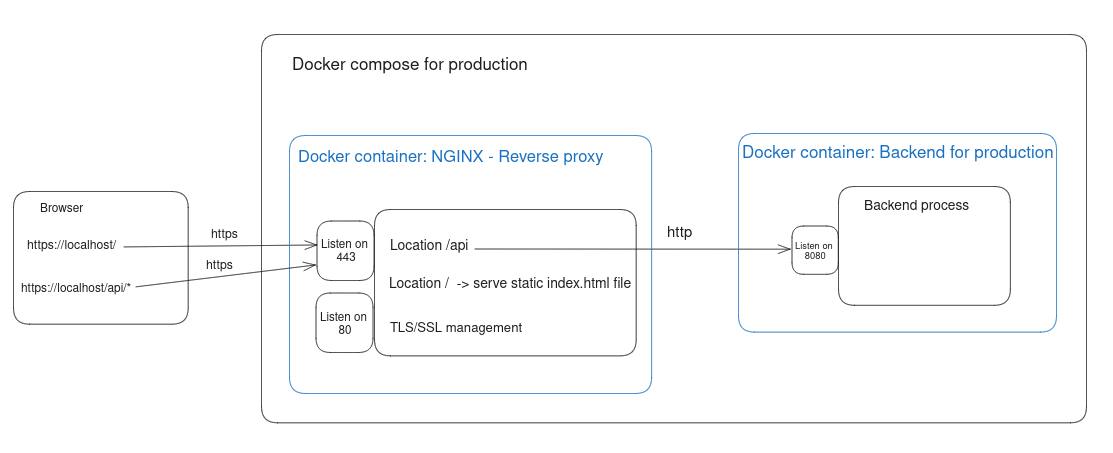 Docker compose for production
Docker container: NGINX - Reverse proxy
Docker container: Backend for production
Browser
https://localhost/
https://localhost/api/*
https
https
Listen on
443
Listen on
80
Location /api
Location /  -> serve static index.html file
TLS/SSL management
http
Listen on
8080
Backend process